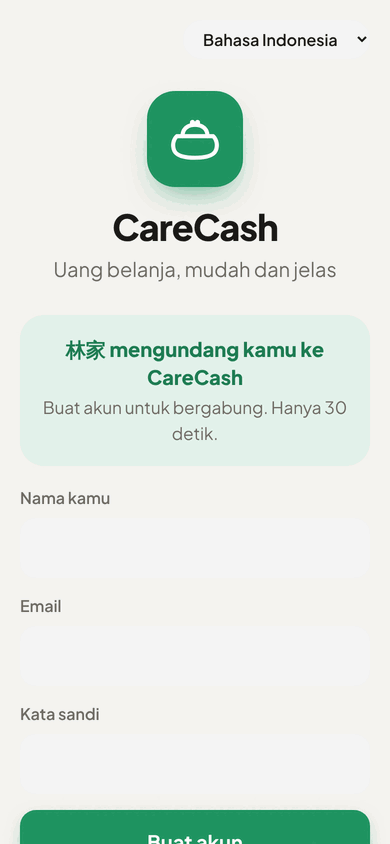 Bahasa Indonesia
CareCash
Uang belanja, mudah dan jelas
林家 mengundang kamu ke
CareCash
Buat akun untuk bergabung. Hanya 30
detik.
Nama kamu
Email
Kata sandi
Buat akun